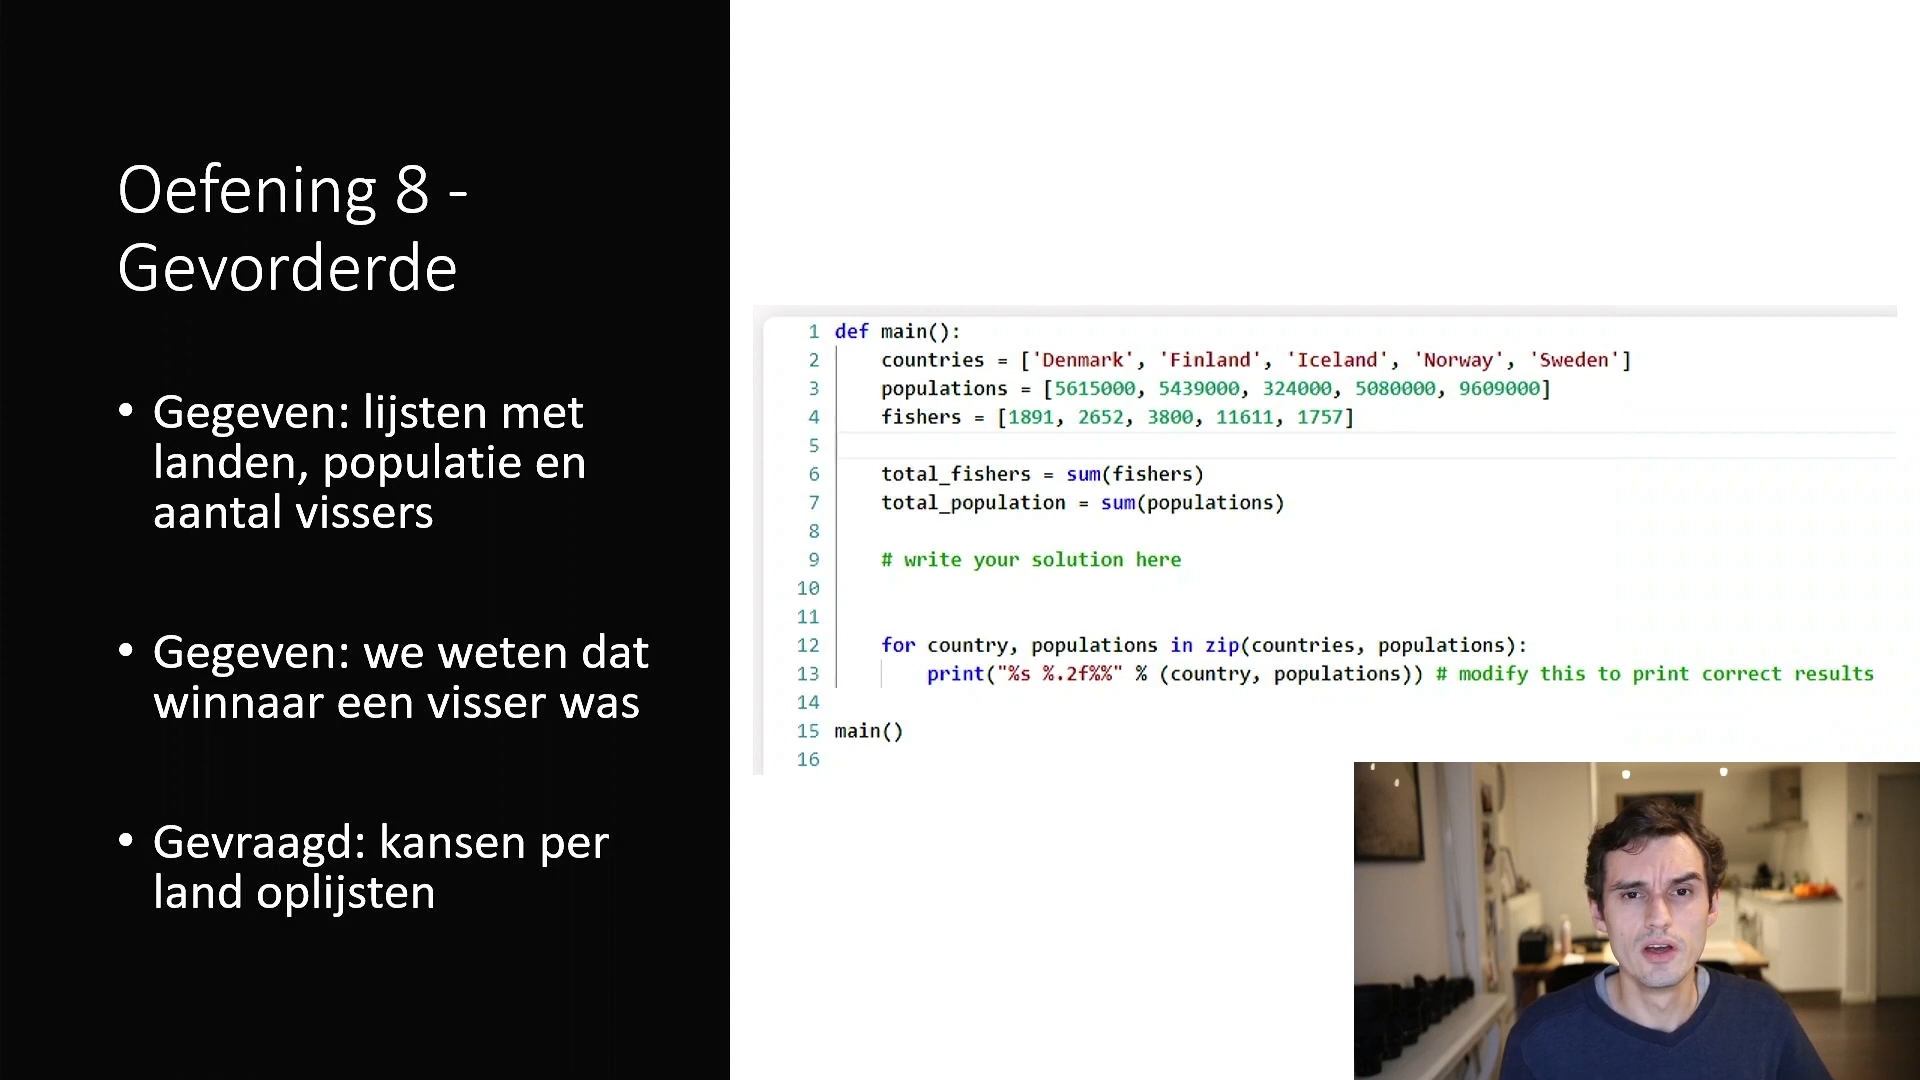 Oefening 8 -
Gevorderde
• Gegeven: lijsten met
landen, populatie en
aantal vissers
• Gegeven: we weten dat
winnaar een visser was
• Gevraagd: kansen per
land oplijsten
1 def main():
2 countries = ['Denmark', 'Finland', 'Iceland', 'Norway', 'Sweden']
3 populations = [5615000, 5439000, 324000, 5080000, 9609000]
4 fishers = [1891, 2652, 3800, 11611, 1757]
5
6 total_fishers = sum(fishers)
7 total_population = sum(populations)
8
9 # write your solution here
10
11
12 for country, populations in zip(countries, populations):
13 print("%s %.2f%%" % (country, populations)) # modify this to print correct results
14
15 main()
16